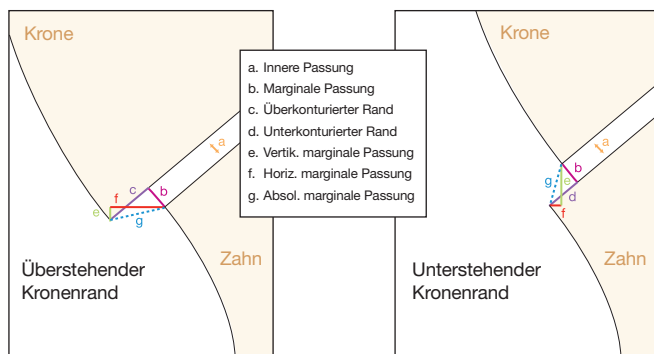 Krone
a
c
b
f
e
g
Zahn
Überstehender
Kronenrand
a. Innere Passung
b. Marginale Passung
c. Überkonturierter Rand
d. Unterkonturierter Rand
e. Vertik. marginale Passung
f. Horiz. marginale Passung
g. Absol. marginale Passung
Krone
a
b
g
e
d
f
Zahn
Unterstehender
Kronenrand